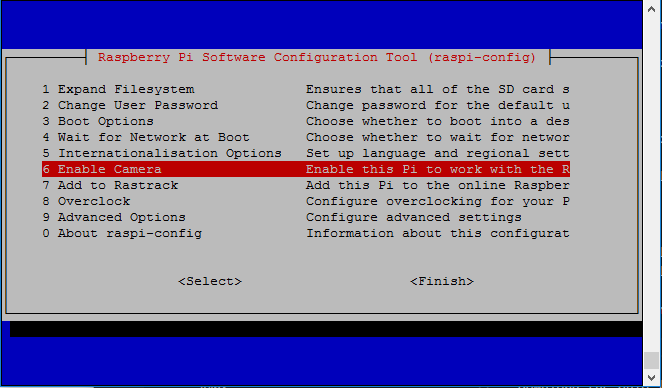 Raspberry Pi Software Configuration Tool (raspi-config)
1 Expand Filesystem Ensures that all of the SD card s
2 Change User Password Change password for the default u
3 Boot Options Choose whether to boot into a des
4 Wait for Network at Boot Choose whether to wait for networ
5 Internationalisation Options Set up language and regional sett
6 Enable Camera Enable this Pi to work with the R
7 Add to Rastrack Add this Pi to the online Raspber
8 Overclock Configure overclocking for your P
9 Advanced Options Configure advanced settings
0 About raspi-config Information about this configurat
<Select> <Finish>